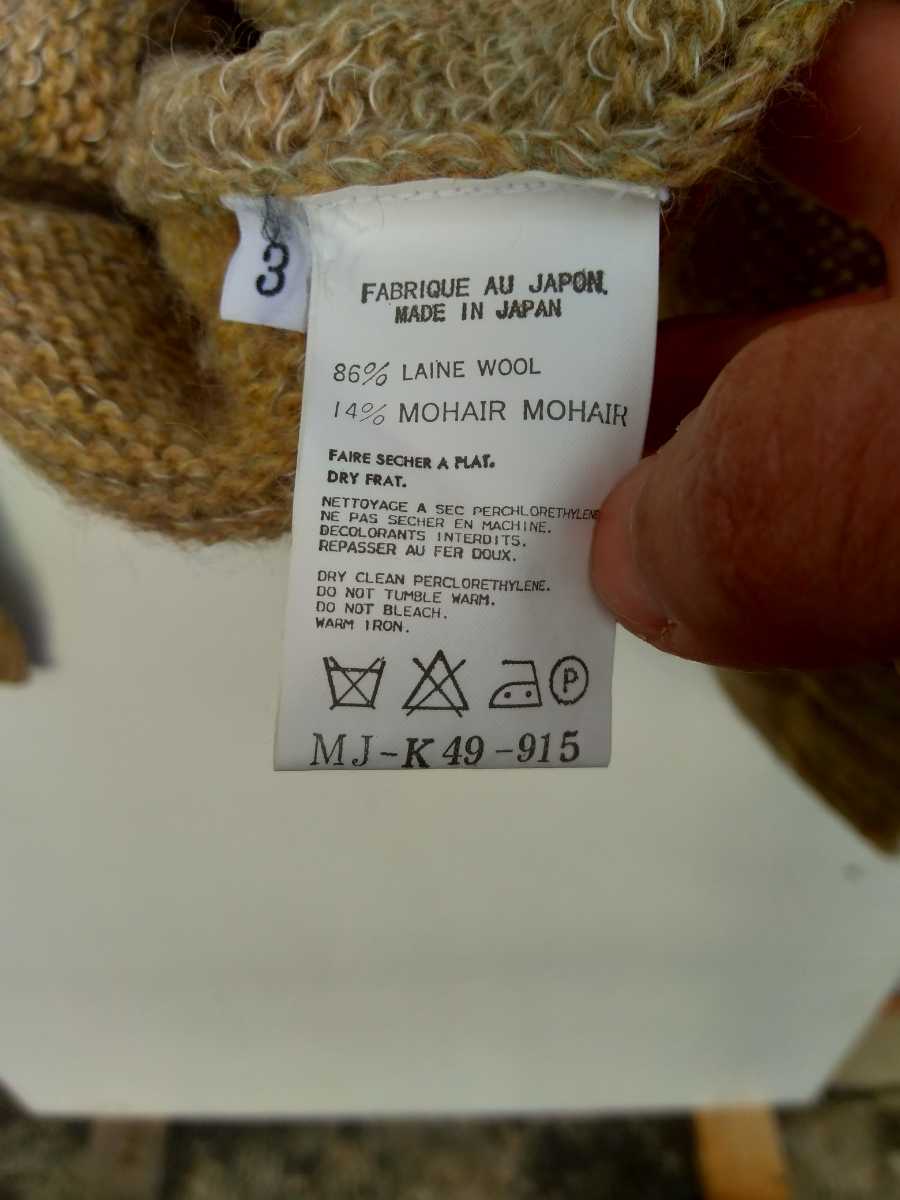 3
FABRIQUE AU JAPON.
MADE IN JAPAN
86% LAINE WOOL
14% MOHAIR MOHAIR
FAIRE SECHER A PLAT.
DRY FRAT.
NETTOYAGE A SEC PERCHLORETHYLENE
NE PAS SECHER EN MACHINE.
DECOLORANTS INTERDITS.
REPASSER AU FER DOUX.
DRY CLEAN PERCLORETHYLENE.
DO NOT TUMBLE WARM.
DO NOT BLEACH.
WARM IRON.
P
MJ-K49-915